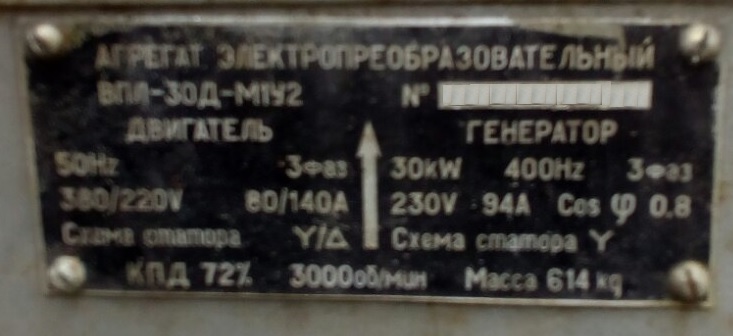 АГРЕГАТ ЭЛЕКТРОПРЕОБРАЗОВАТЕЛЬНЫЙ
ВПЛ-30Д-М1У2 №
ДВИГАТЕЛЬ ГЕНЕРАТОР
50Hz 3фаз 30kW 400Hz 3фаз
380/220V 80/140A 230V 94A Cos φ 0.8
Схема статора Y/Δ Схема статора Y
КПД 72% 3000об/мин Масса 614 kg